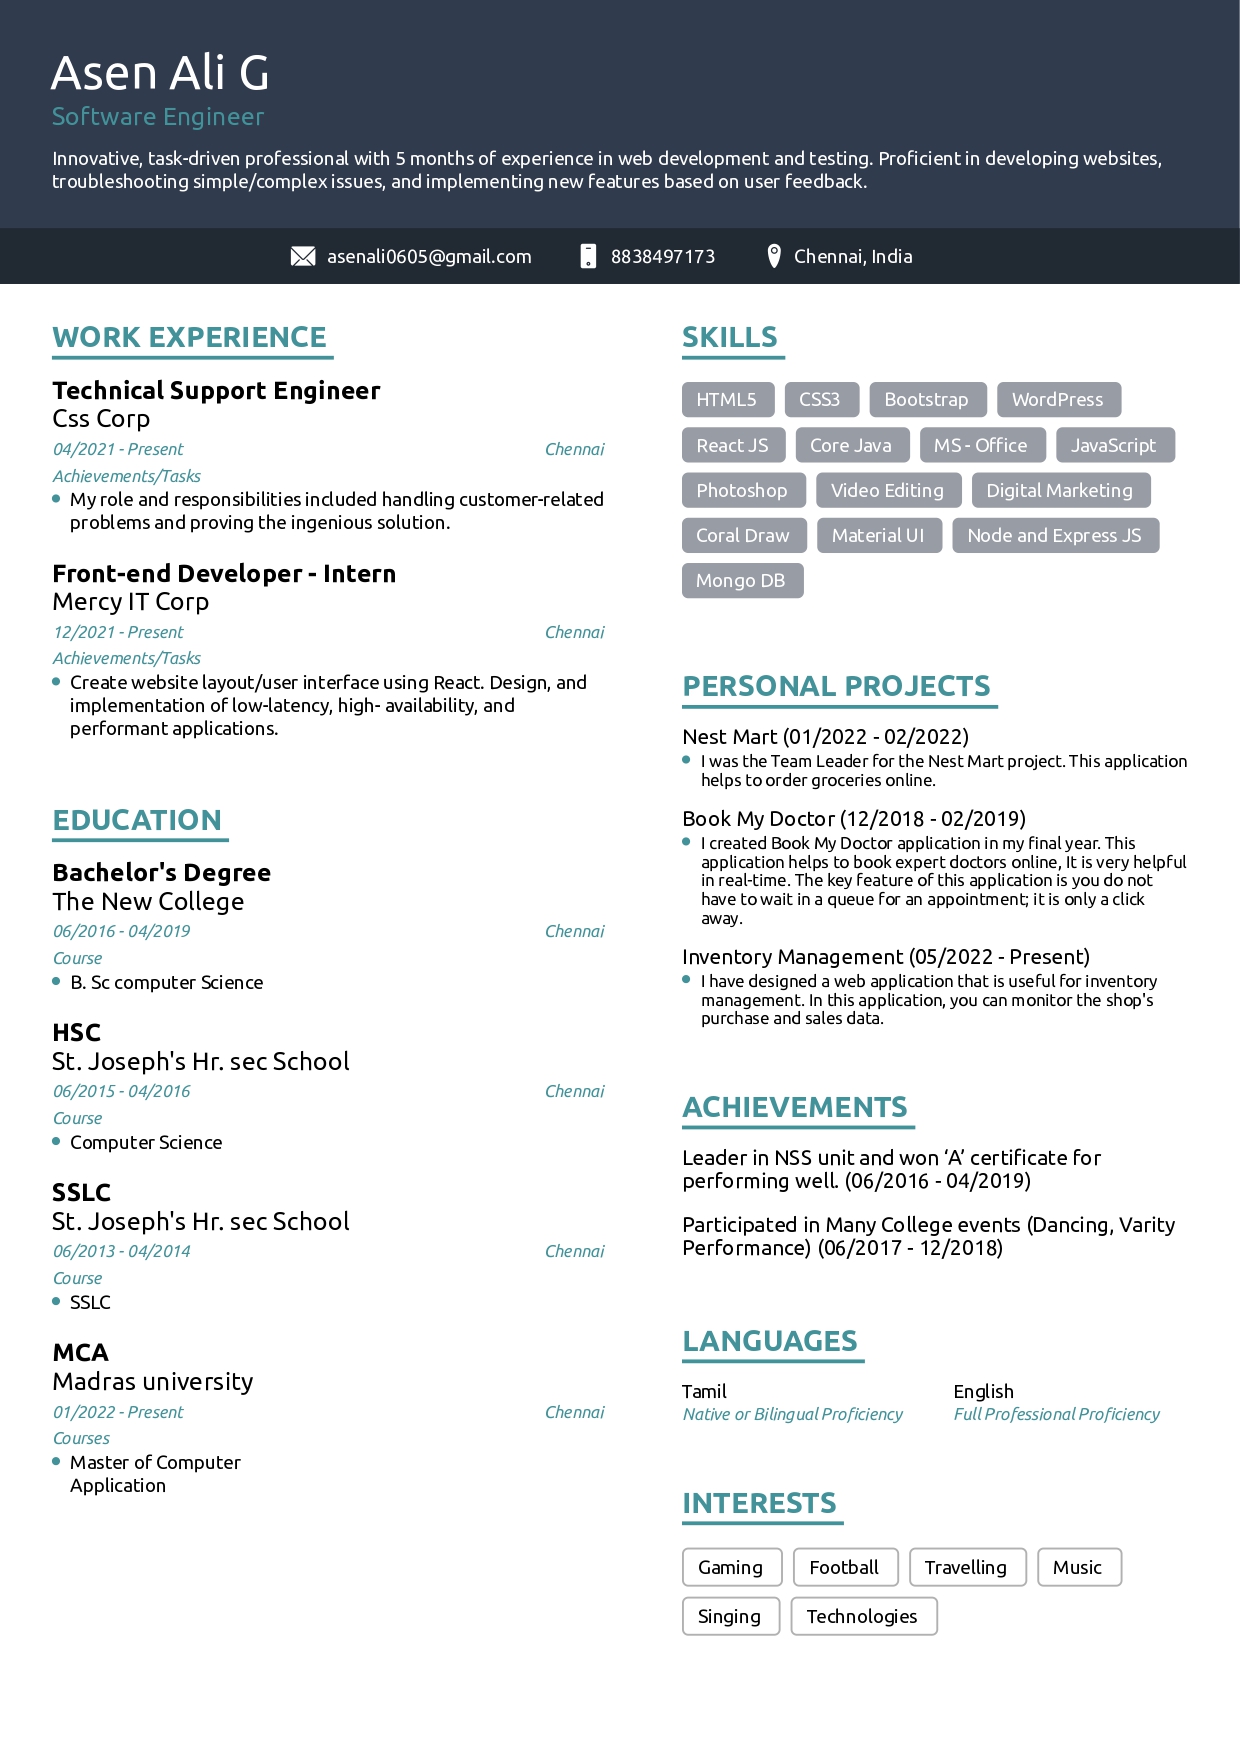 Asen Ali G
Software Engineer
Innovative, task-driven professional with 5 months of experience in web development and testing. Proficient in developing websites,
troubleshooting simple/complex issues, and implementing new features based on user feedback.
asenali0605@gmail.com
8838497173
Chennai, India
WORK EXPERIENCE
Technical Support Engineer
Css Corp
04/2021 - Present Chennai
Achievements/Tasks
My role and responsibilities included handling customer-related
problems and proving the ingenious solution.
Front-end Developer - Intern
Mercy IT Corp
12/2021 - Present Chennai
Achievements/Tasks
Create website layout/user interface using React. Design, and
implementation of low-latency, high- availability, and
performant applications.
EDUCATION
Bachelor's Degree
The New College
06/2016 - 04/2019 Chennai
Course
B. Sc computer Science
HSC
St. Joseph's Hr. sec School
06/2015 - 04/2016 Chennai
Course
Computer Science
SSLC
St. Joseph's Hr. sec School
06/2013 - 04/2014 Chennai
Course
SSLC
MCA
Madras university
01/2022 - Present Chennai
Courses
Master of Computer
Application
SKILLS
HTML5 CSS3 Bootstrap WordPress
React JS Core Java MS - Office JavaScript
Photoshop Video Editing Digital Marketing
Coral Draw Material UI Node and Express JS
Mongo DB
PERSONAL PROJECTS
Nest Mart (01/2022 - 02/2022)
I was the Team Leader for the Nest Mart project. This application
helps to order groceries online.
Book My Doctor (12/2018 - 02/2019)
I created Book My Doctor application in my final year. This
application helps to book expert doctors online, It is very helpful
in real-time. The key feature of this application is you do not
have to wait in a queue for an appointment; it is only a click
away.
Inventory Management (05/2022 - Present)
I have designed a web application that is useful for inventory
management. In this application, you can monitor the shop's
purchase and sales data.
ACHIEVEMENTS
Leader in NSS unit and won ‘A’ certificate for
performing well. (06/2016 - 04/2019)
Participated in Many College events (Dancing, Varity
Performance) (06/2017 - 12/2018)
LANGUAGES
Tamil English
Native or Bilingual Proficiency Full Professional Proficiency
INTERESTS
Gaming Football Travelling Music
Singing Technologies